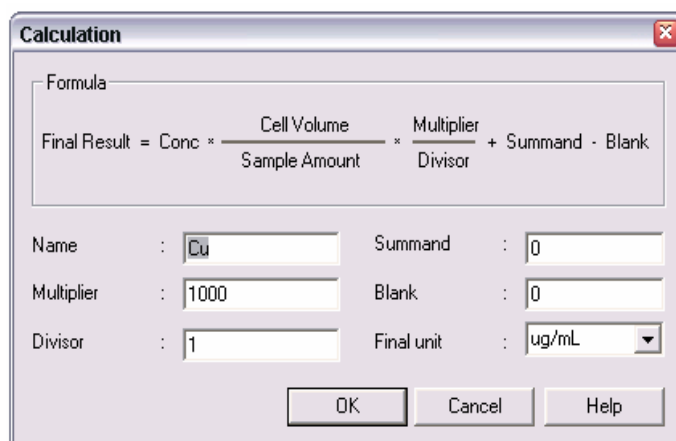 Calculation
Formula
Cell Volume Multiplier
Final Result = Conc × × + Summand - Blank
Sample Amount Divisor
Name : Cu Summand : 0
Multiplier : 1000 Blank : 0
Divisor : 1 Final unit : ug/mL
OK Cancel Help